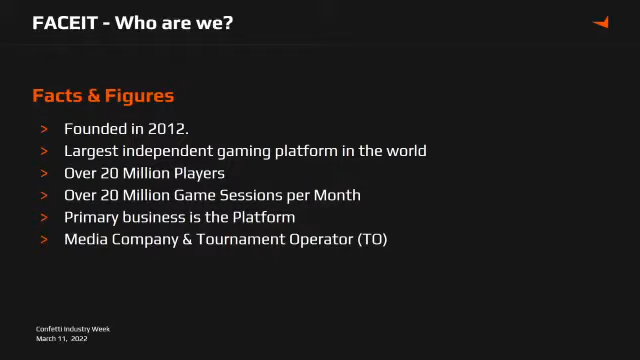 FACEIT - Who are we?
Facts & Figures
> Founded in 2012.
> Largest independent gaming platform in the world
> Over 20 Million Players
> Over 20 Million Game Sessions per Month
> Primary business is the Platform
> Media Company & Tournament Operator (TO)
Confetti Industry Week
March 11, 2022